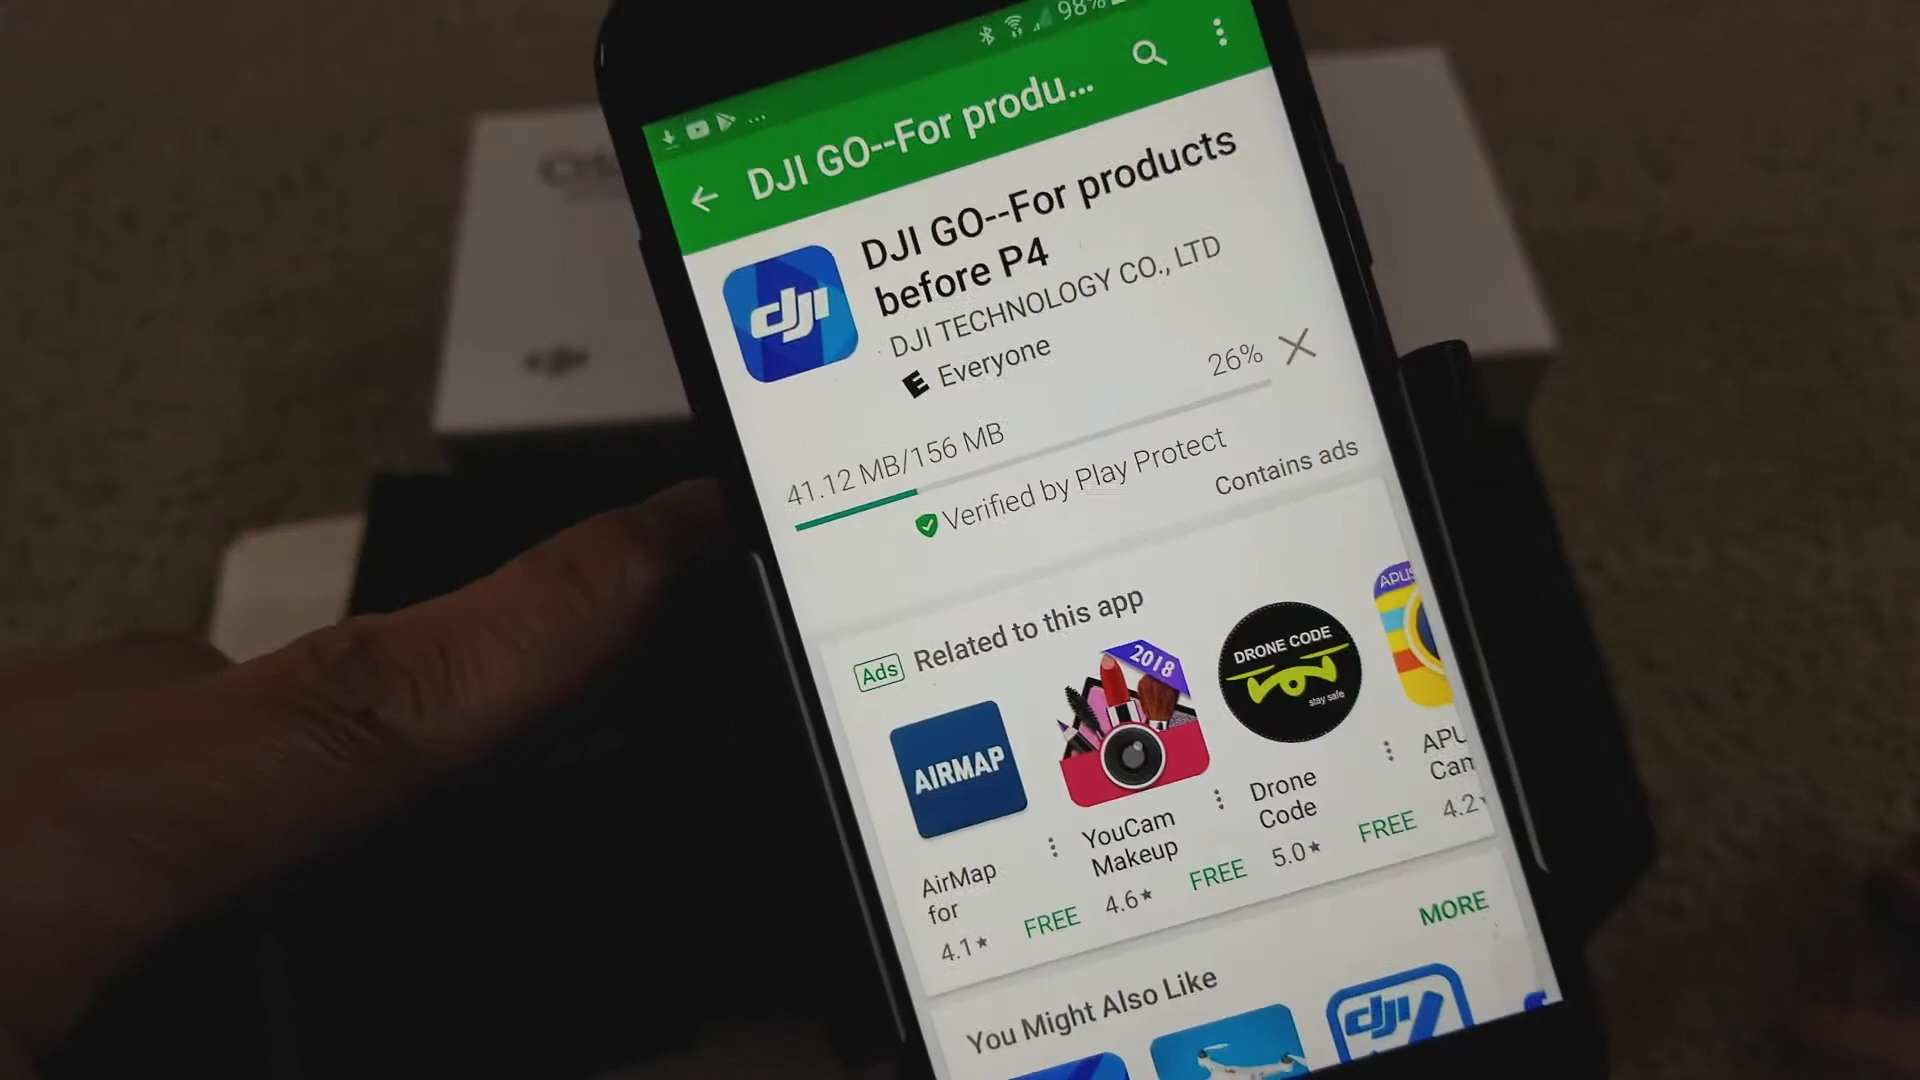 98%
...
DJI GO--For produ...
DJI GO--For products
before P4
DJI TECHNOLOGY CO., LTD
E Everyone
dji
26%
41.12 MB/156 MB
Verified by Play Protect
Contains ads
Ads Related to this app
AIRMAP
2018
DRONE CODE
stay safe
APUS
AirMap
for
4.1★ FREE
YouCam
Makeup
4.6★ FREE
Drone
Code
5.0★ FREE
Cam
4.2
MORE
You Might Also Like
dji
dji